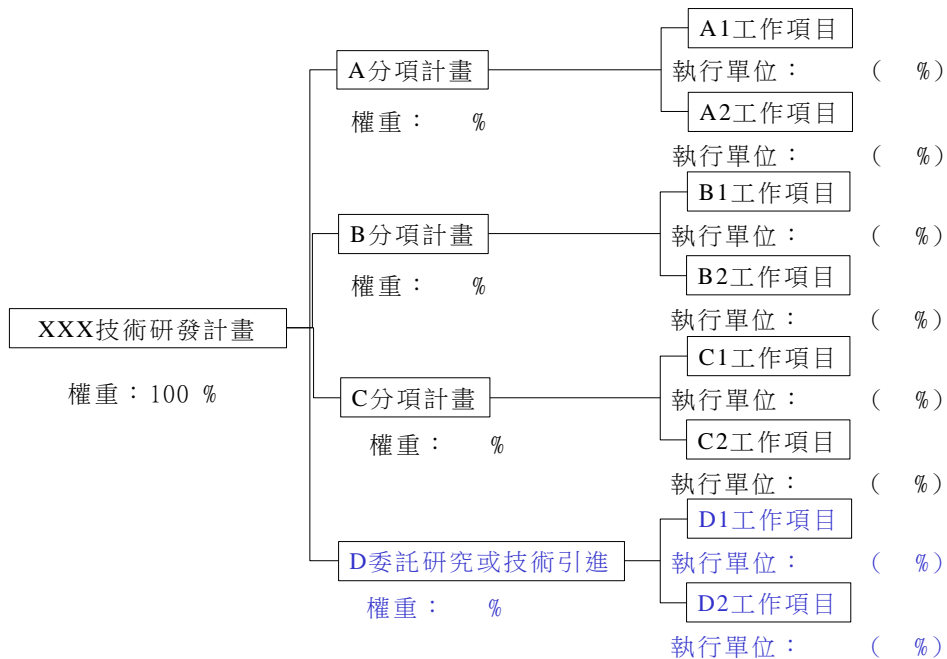 A1工作項目
A分項計畫
執行單位： （ %）
權重： %
A2工作項目
執行單位： （ %）
B1工作項目
B分項計畫
執行單位： （ %）
權重： %
B2工作項目
執行單位： （ %）
XXX技術研發計畫
權重：100 %
C1工作項目
C分項計畫
執行單位： （ %）
權重： %
C2工作項目
執行單位： （ %）
D1工作項目
D委託研究或技術引進
執行單位： （ %）
權重： %
D2工作項目
執行單位： （ %）